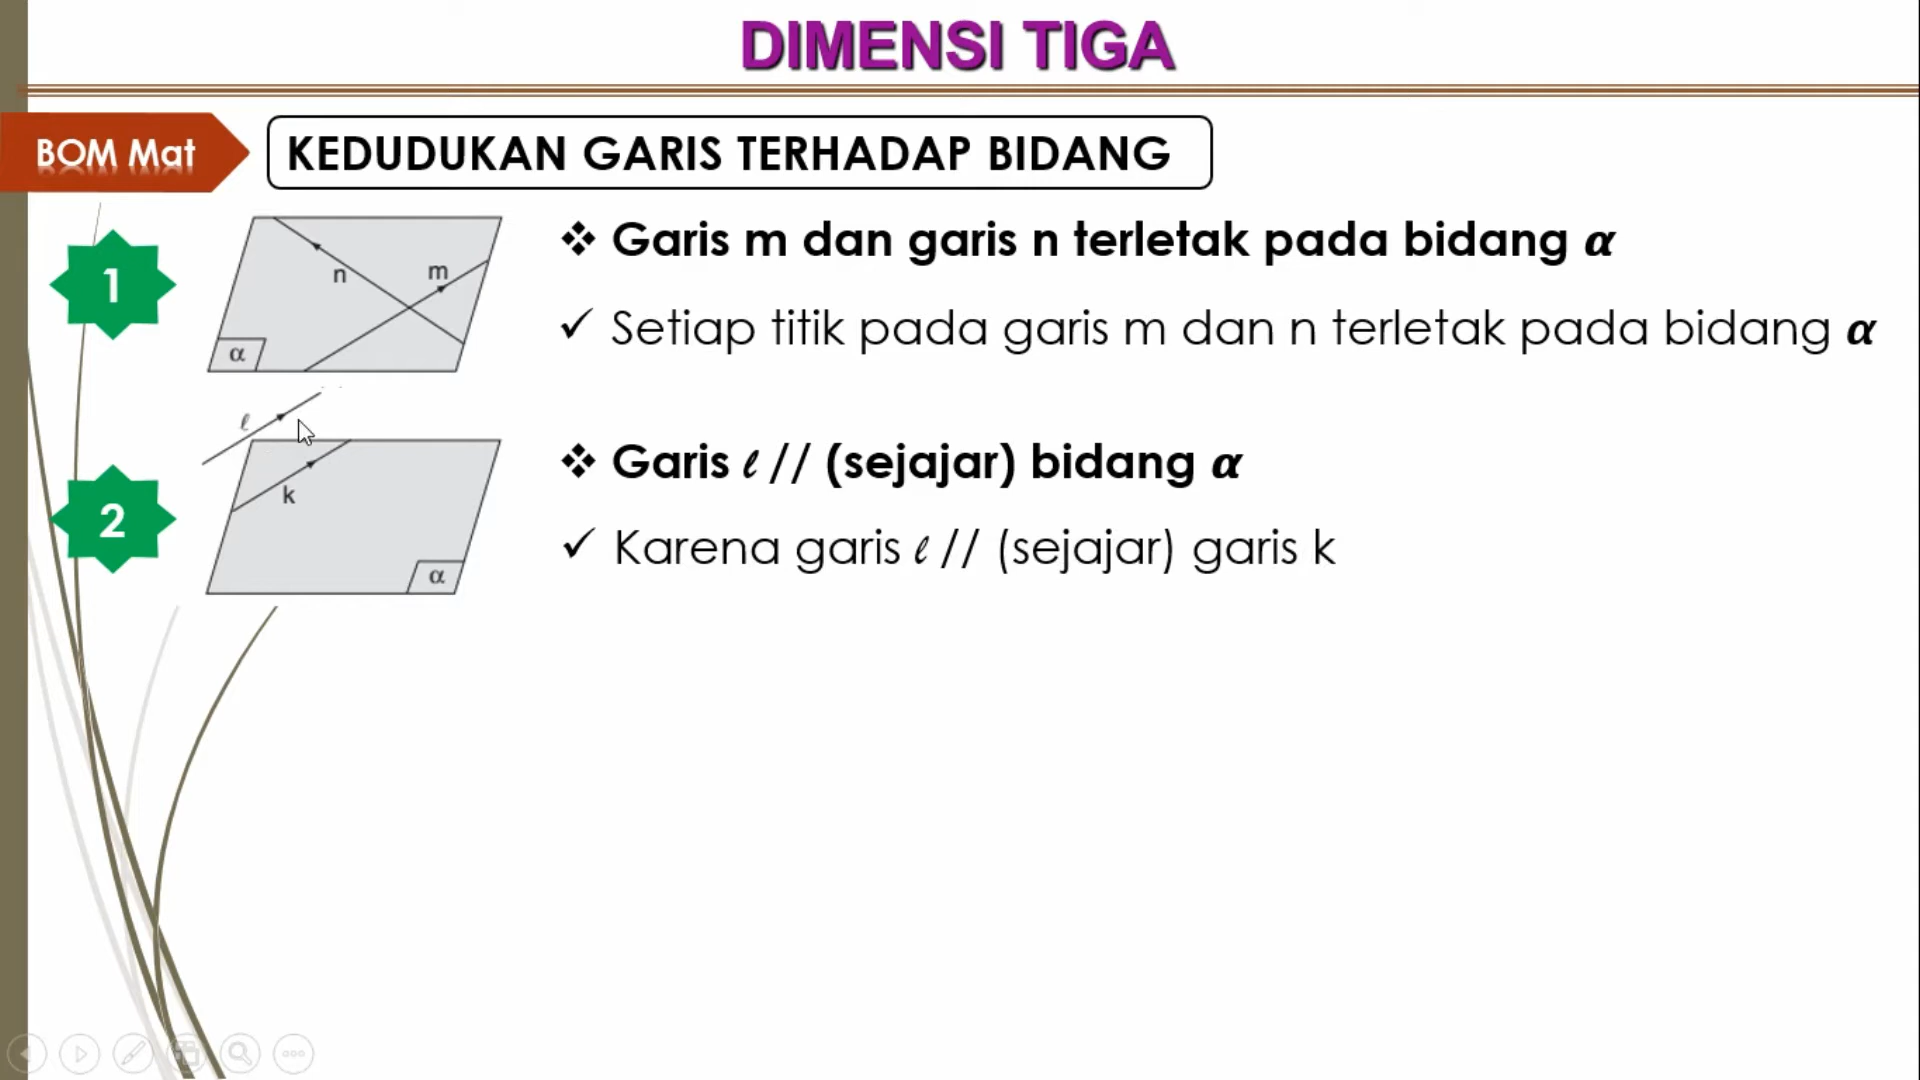 DIMENSI TIGA
BOM Mat
KEDUDUKAN GARIS TERHADAP BIDANG
1
n
m
α
❖ Garis m dan garis n terletak pada bidang α
✓ Setiap titik pada garis m dan n terletak pada bidang α
2
ℓ
k
α
❖ Garis ℓ // (sejajar) bidang α
✓ Karena garis ℓ // (sejajar) garis k